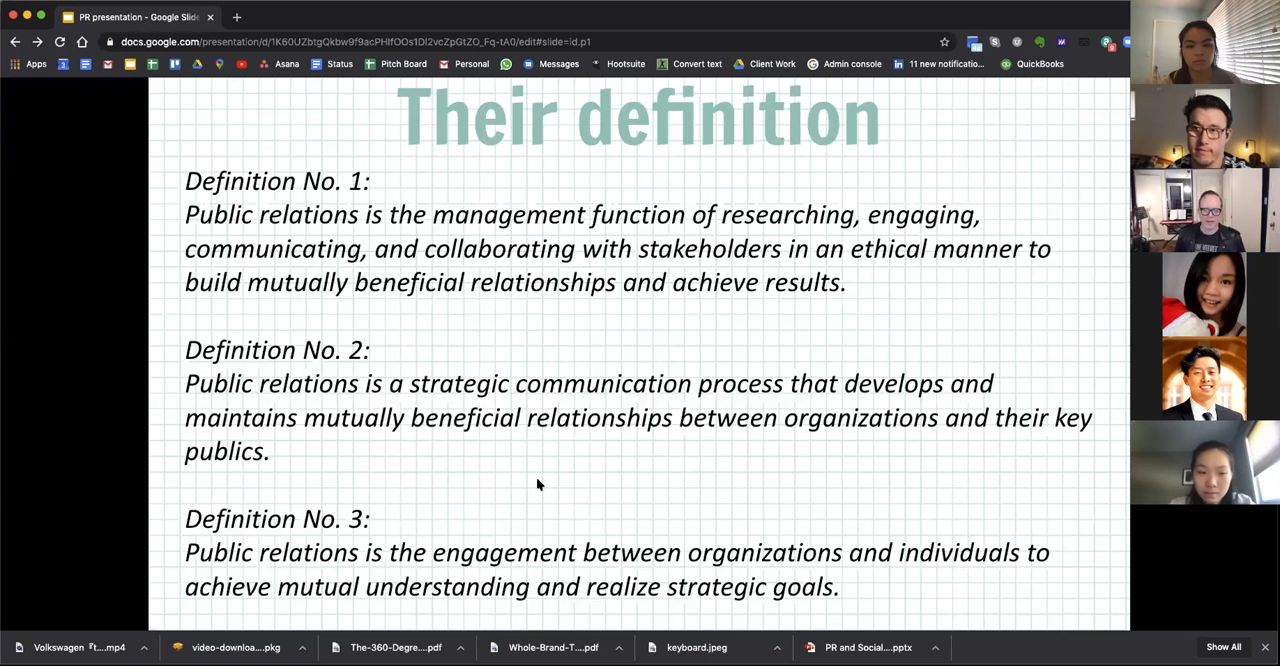 PR presentation - Google Slide
docs.google.com/presentation/d/1K60UZbtgQkbw9f9acPHIfOOs1DI2vcZpGtZO_Fq-tA0/edit#slide=id.p1
Apps Asana Status Pitch Board Personal Messages Hootsuite Convert text Client Work Admin console 11 new notificatio... QuickBooks
Their definition
Definition No. 1:
Public relations is the management function of researching, engaging,
communicating, and collaborating with stakeholders in an ethical manner to
build mutually beneficial relationships and achieve results.
Definition No. 2:
Public relations is a strategic communication process that develops and
maintains mutually beneficial relationships between organizations and their key
publics.
Definition No. 3:
Public relations is the engagement between organizations and individuals to
achieve mutual understanding and realize strategic goals.
Volkswagen『t....mp4 video-downloa....pkg The-360-Degre....pdf Whole-Brand-T....pdf keyboard.jpeg PR and Social....pptx Show All